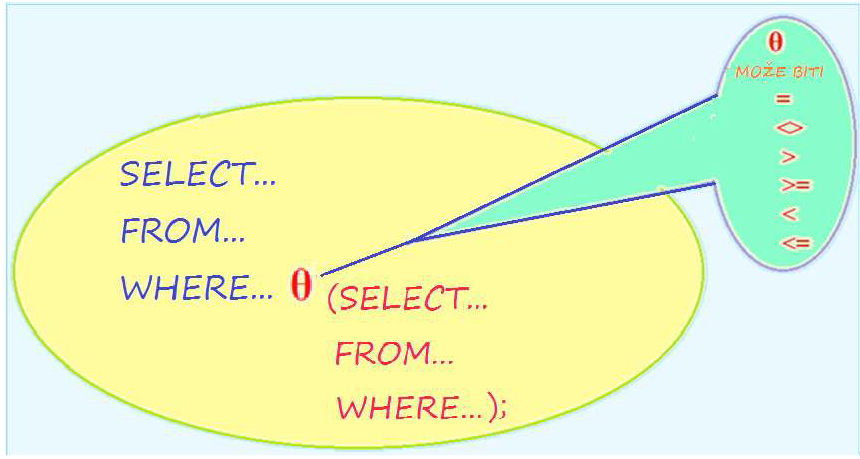 SELECT...
FROM...
WHERE... θ
(SELECT...
FROM...
WHERE...);
θ
MOŽE BITI
=
<>
>
>=
<
<=